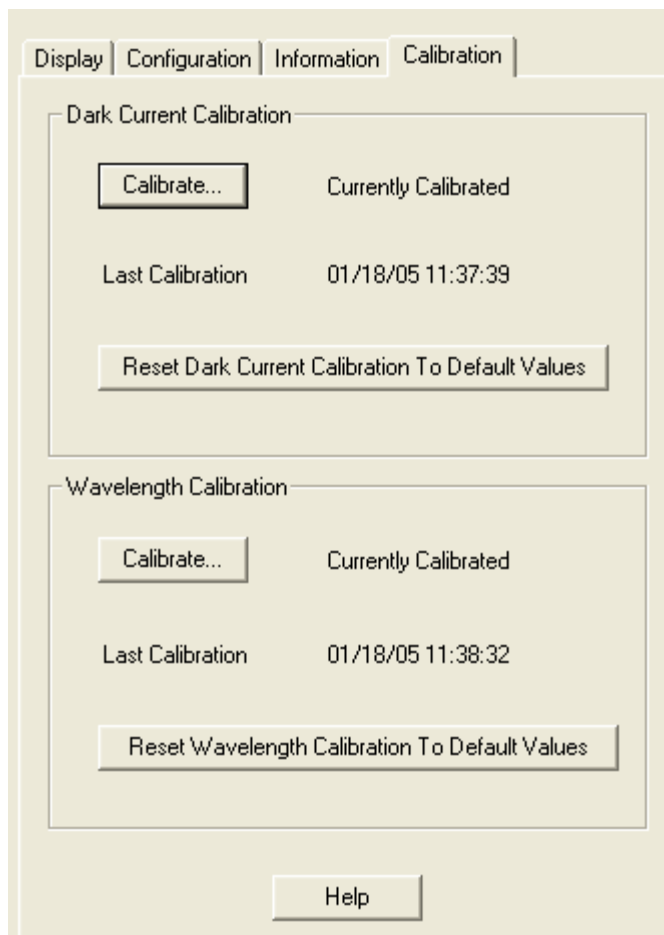 Display Configuration Information Calibration
Dark Current Calibration
Calibrate... Currently Calibrated
Last Calibration 01/18/05 11:37:39
Reset Dark Current Calibration To Default Values
Wavelength Calibration
Calibrate... Currently Calibrated
Last Calibration 01/18/05 11:38:32
Reset Wavelength Calibration To Default Values
Help